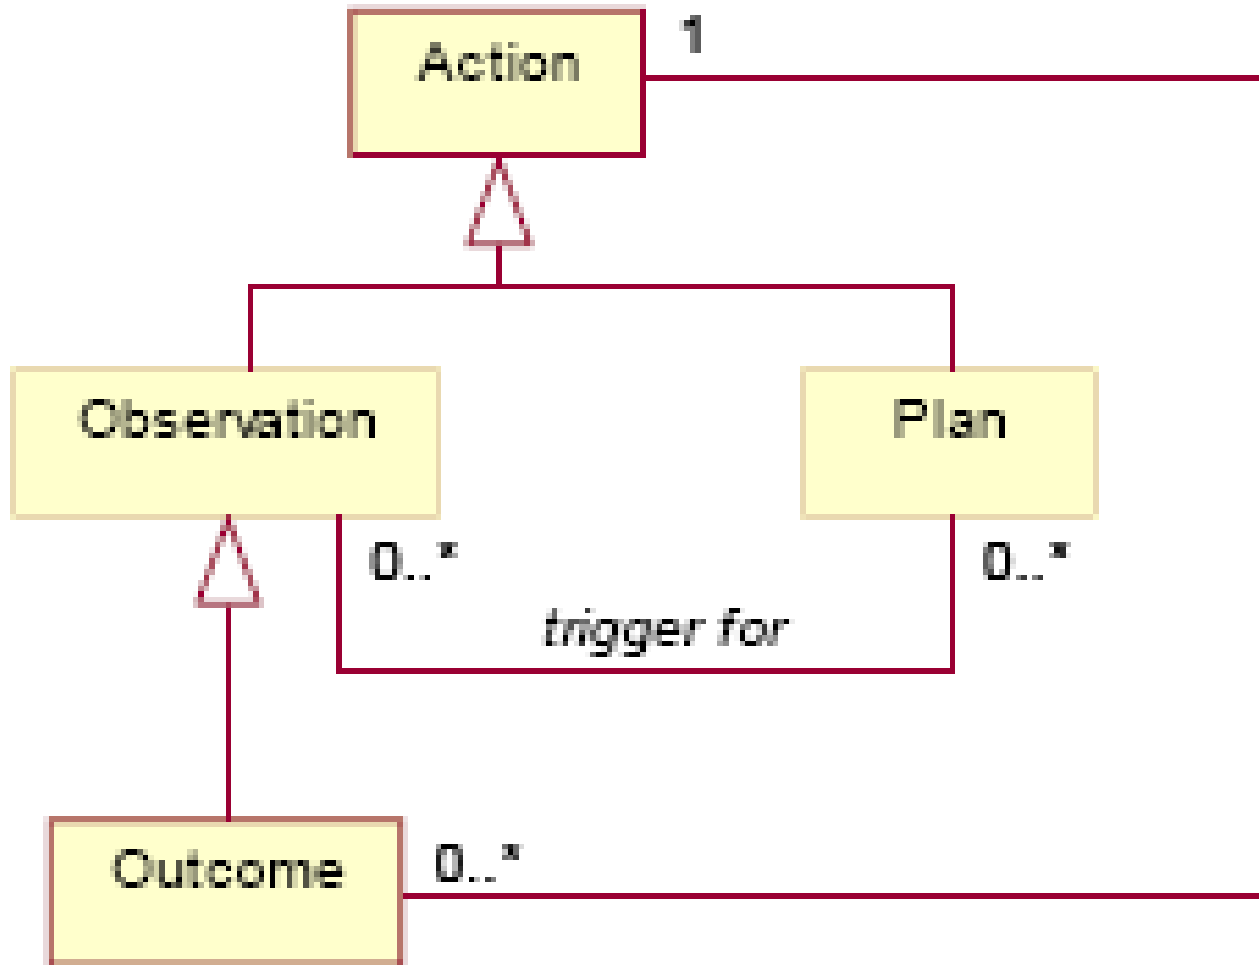 Action
1
Observation
Plan
0..*
0..*
trigger for
Outcome
0..*